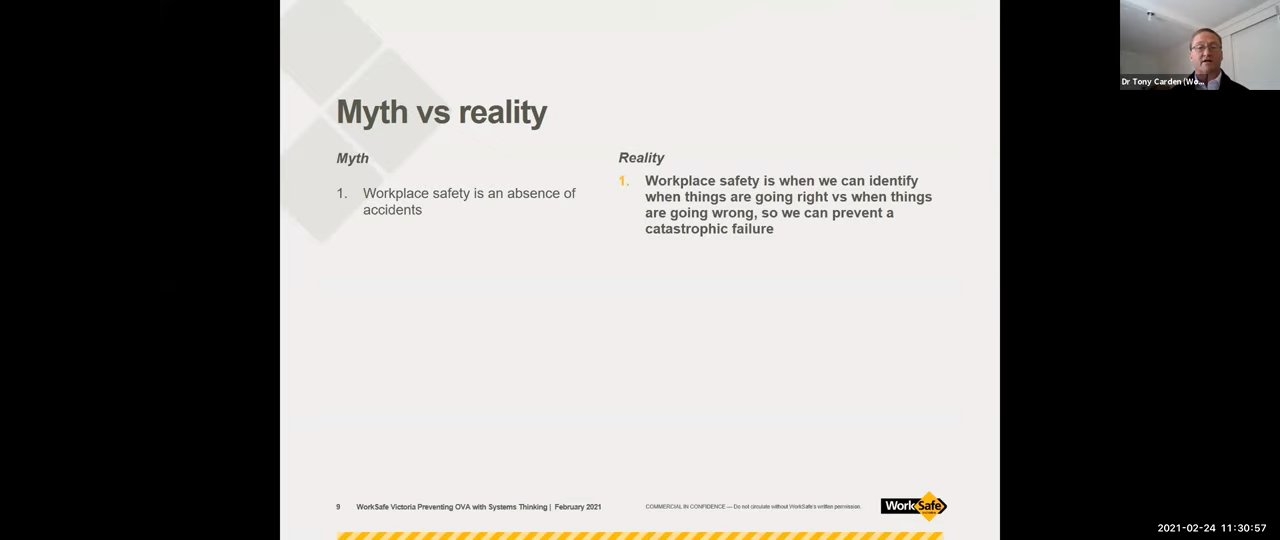 Myth vs reality
Myth
1. Workplace safety is an absence of
accidents
Reality
1. Workplace safety is when we can identify
when things are going right vs when things
are going wrong, so we can prevent a
catastrophic failure
9 WorkSafe Victoria Preventing OVA with Systems Thinking | February 2021
COMMERCIAL IN CONFIDENCE — Do not circulate without WorkSafe's written permission.
WorkSafe
Dr Tony Carden (Wo...
2021-02-24 11:30:57